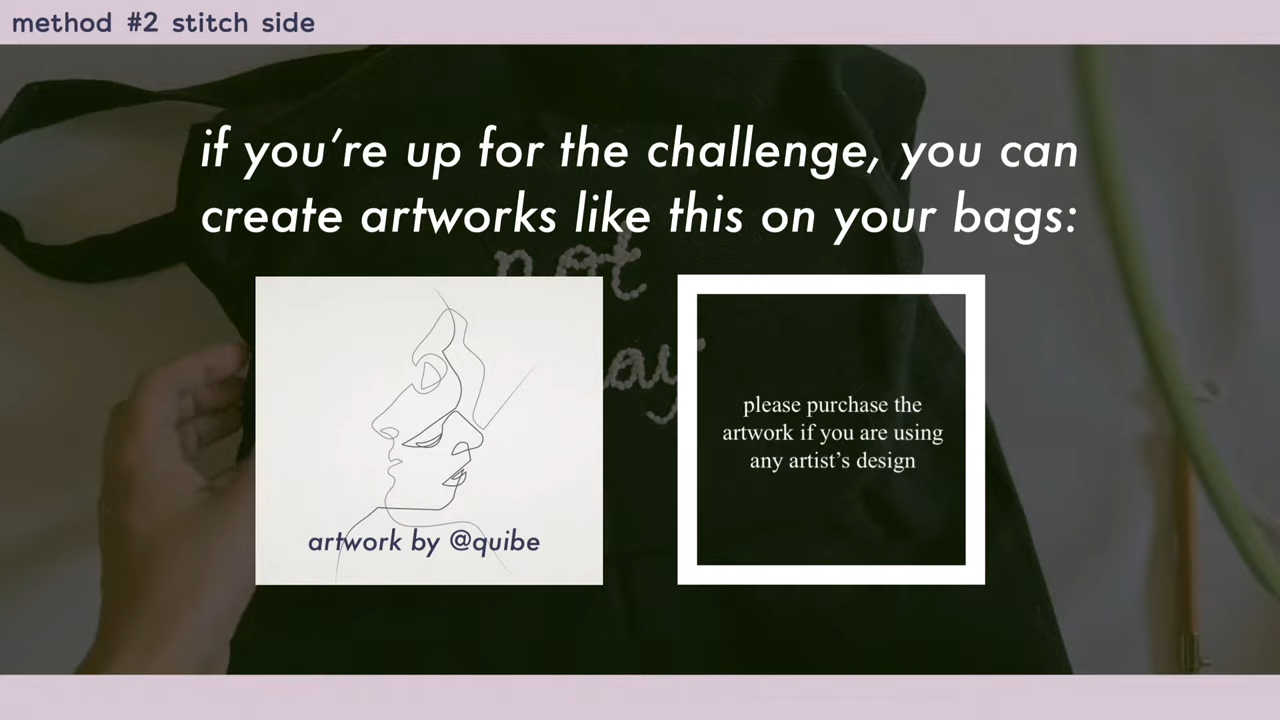 method #2 stitch side
if you’re up for the challenge, you can
create artworks like this on your bags:
not
please purchase the
artwork if you are using
any artist’s design
artwork by @quibe